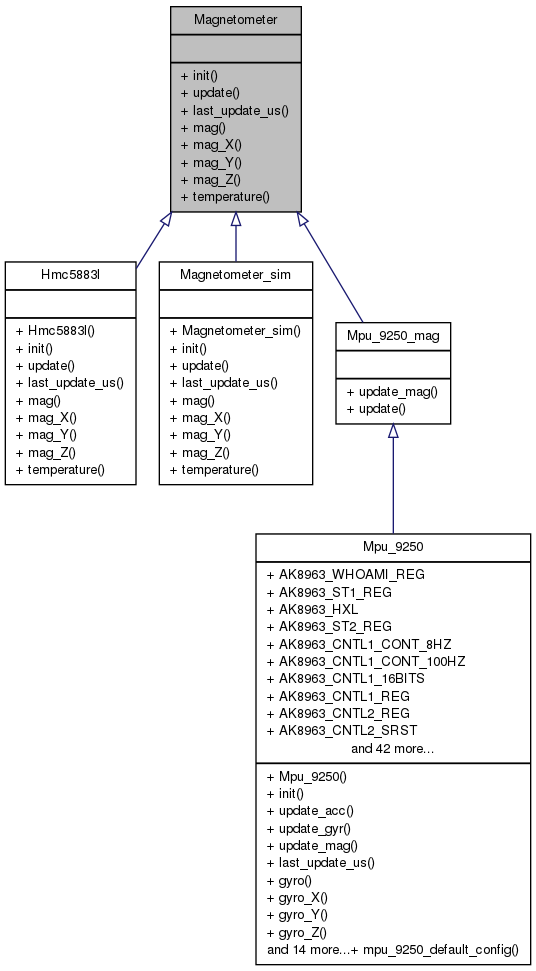 Magnetometer
+ init()
+ update()
+ last_update_us()
+ mag()
+ mag_X()
+ mag_Y()
+ mag_Z()
+ temperature()
Hmc5883l
+ Hmc5883l()
+ init()
+ update()
+ last_update_us()
+ mag()
+ mag_X()
+ mag_Y()
+ mag_Z()
+ temperature()
Magnetometer_sim
+ Magnetometer_sim()
+ init()
+ update()
+ last_update_us()
+ mag()
+ mag_X()
+ mag_Y()
+ mag_Z()
+ temperature()
Mpu_9250_mag
+ update_mag()
+ update()
Mpu_9250
+ AK8963_WHOAMI_REG
+ AK8963_ST1_REG
+ AK8963_HXL
+ AK8963_ST2_REG
+ AK8963_CNTL1_CONT_8HZ
+ AK8963_CNTL1_CONT_100HZ
+ AK8963_CNTL1_16BITS
+ AK8963_CNTL1_REG
+ AK8963_CNTL2_REG
+ AK8963_CNTL2_SRST
and 42 more...
+ Mpu_9250()
+ init()
+ update_acc()
+ update_gyr()
+ update_mag()
+ last_update_us()
+ gyro()
+ gyro_X()
+ gyro_Y()
+ gyro_Z()
and 14 more...+ mpu_9250_default_config()